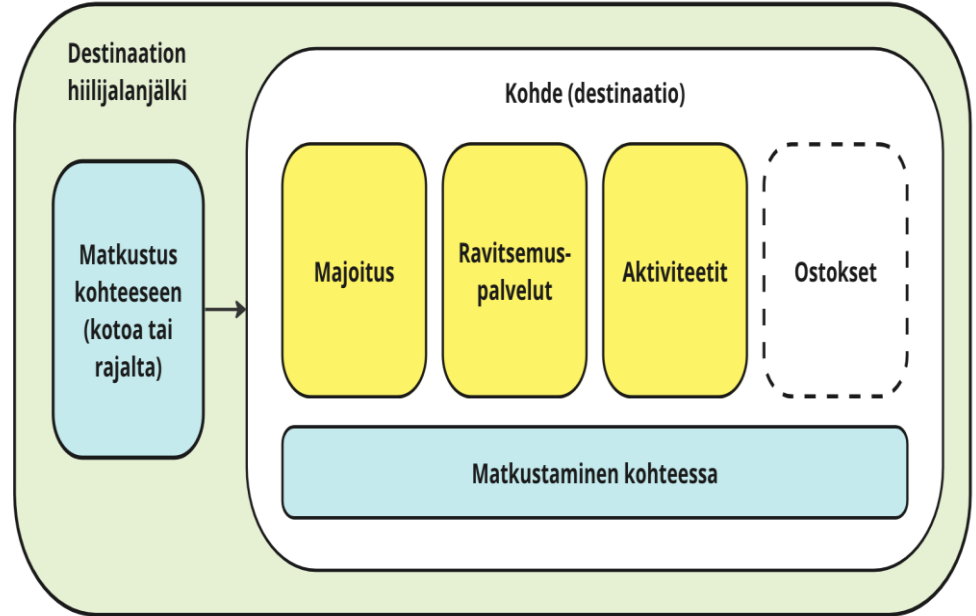 Destinaation
hiilijalanjälki
Kohde (destinaatio)
Matkustus
kohteeseen
(kotoa tai
rajalta)
Majoitus
Ravitsemus-
palvelut
Aktiviteetit
Ostokset
Matkustaminen kohteessa